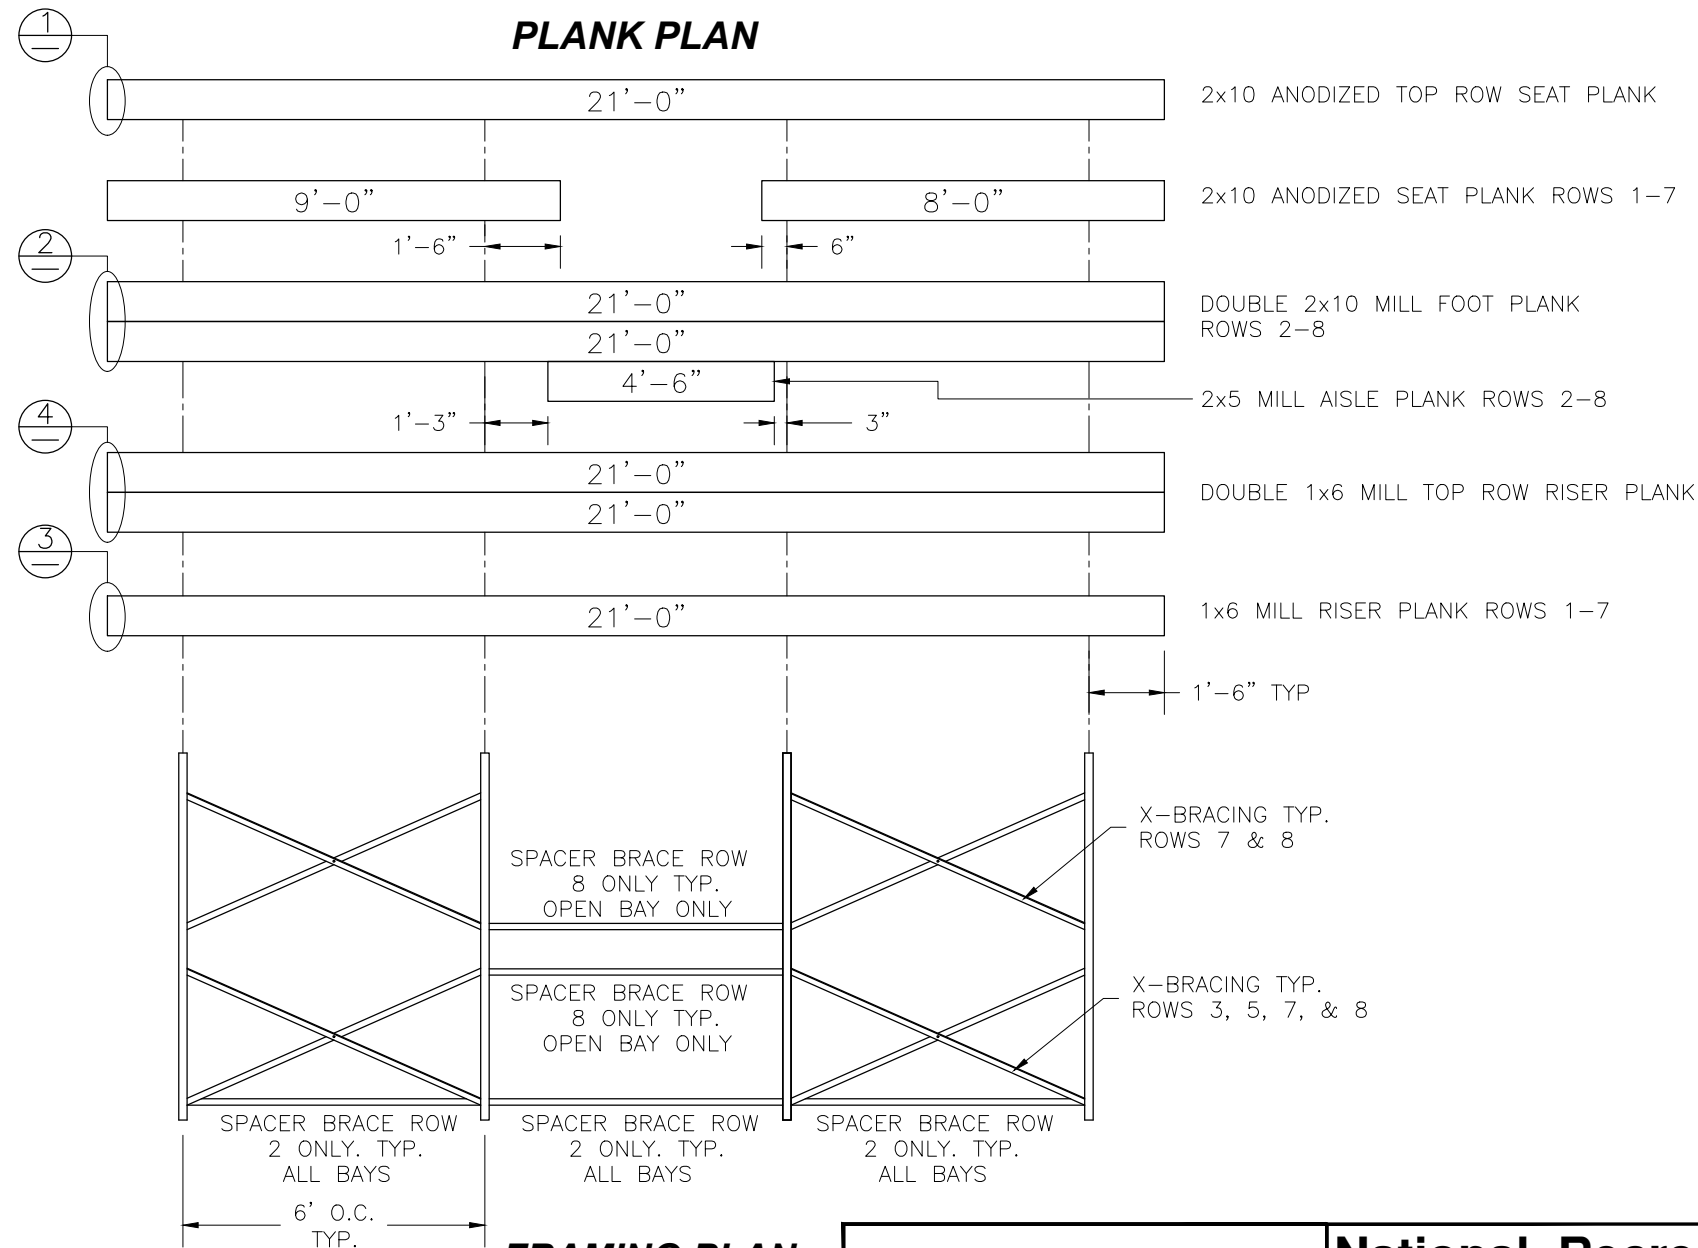 1
PLANK PLAN
21'-0"
2x10 ANODIZED TOP ROW SEAT PLANK
9'-0"
8'-0"
2x10 ANODIZED SEAT PLANK ROWS 1-7
1'-6"
6"
2
21'-0"
DOUBLE 2x10 MILL FOOT PLANK
ROWS 2-8
21'-0"
4'-6"
2x5 MILL AISLE PLANK ROWS 2-8
4
1'-3"
3"
21'-0"
DOUBLE 1x6 MILL TOP ROW RISER PLANK
21'-0"
3
21'-0"
1x6 MILL RISER PLANK ROWS 1-7
1'-6" TYP
X-BRACING TYP.
ROWS 7 & 8
SPACER BRACE ROW
8 ONLY TYP.
OPEN BAY ONLY
SPACER BRACE ROW
8 ONLY TYP.
OPEN BAY ONLY
X-BRACING TYP.
ROWS 3, 5, 7, & 8
SPACER BRACE ROW
2 ONLY. TYP.
ALL BAYS
SPACER BRACE ROW
2 ONLY. TYP.
ALL BAYS
SPACER BRACE ROW
2 ONLY. TYP.
ALL BAYS
6' O.C.
TYP.
FRAMING PLAN
National